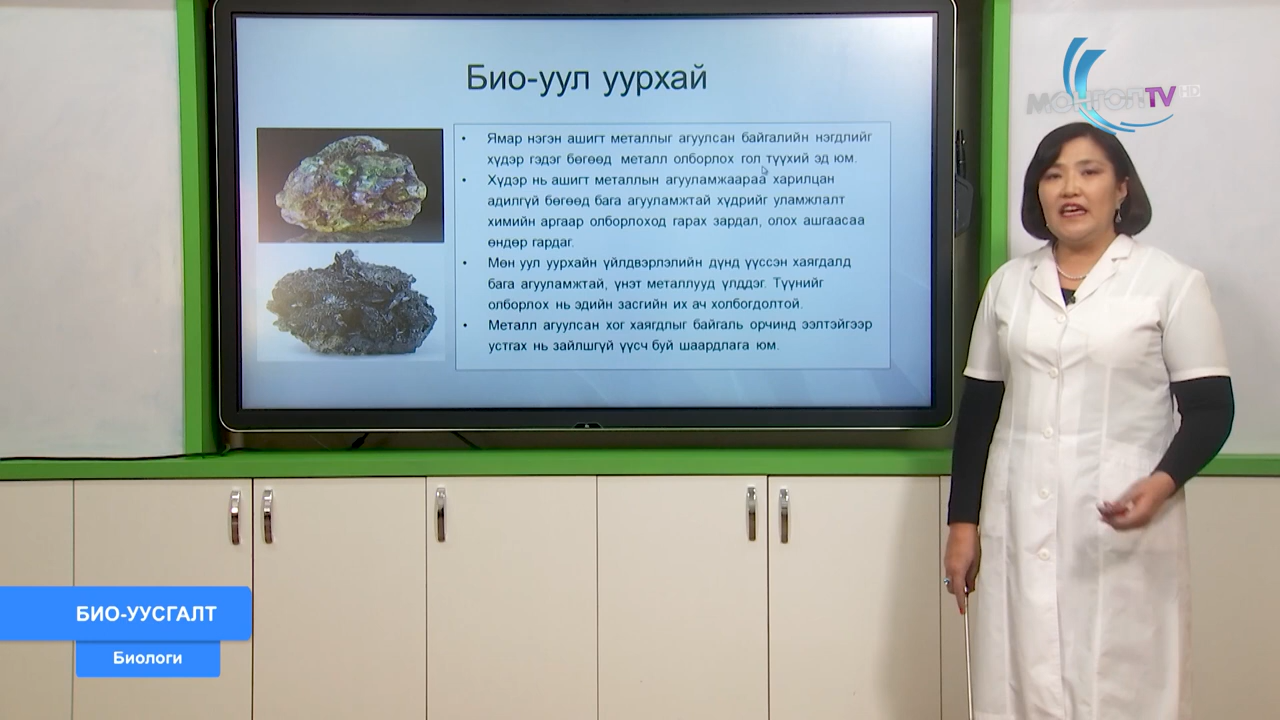 Био-уул уурхай
• Ямар нэгэн ашигт металлыг агуулсан байгалийн нэгдлийг
хүдэр гэдэг бөгөөд металл олборлох гол түүхий эд юм.
• Хүдэр нь ашигт металлын агууламжаараа харилцан
адилгүй бөгөөд бага агууламжтай хүдрийг уламжлалт
химийн аргаар олборлоход гарах зардал, олох ашгаасаа
өндөр гардаг.
• Мөн уул уурхайн үйлдвэрлэлийн дүнд үүссэн хаягдалд
бага агууламжтай, үнэт металлууд үлддэг. Түүнийг
олборлох нь эдийн засгийн их ач холбогдолтой.
• Металл агуулсан хог хаягдлыг байгаль орчинд ээлтэйгээр
устгах нь зайлшгүй үүсч буй шаардлага юм.
МОНГОЛ TV HD
БИО-УУСГАЛТ
Биологи